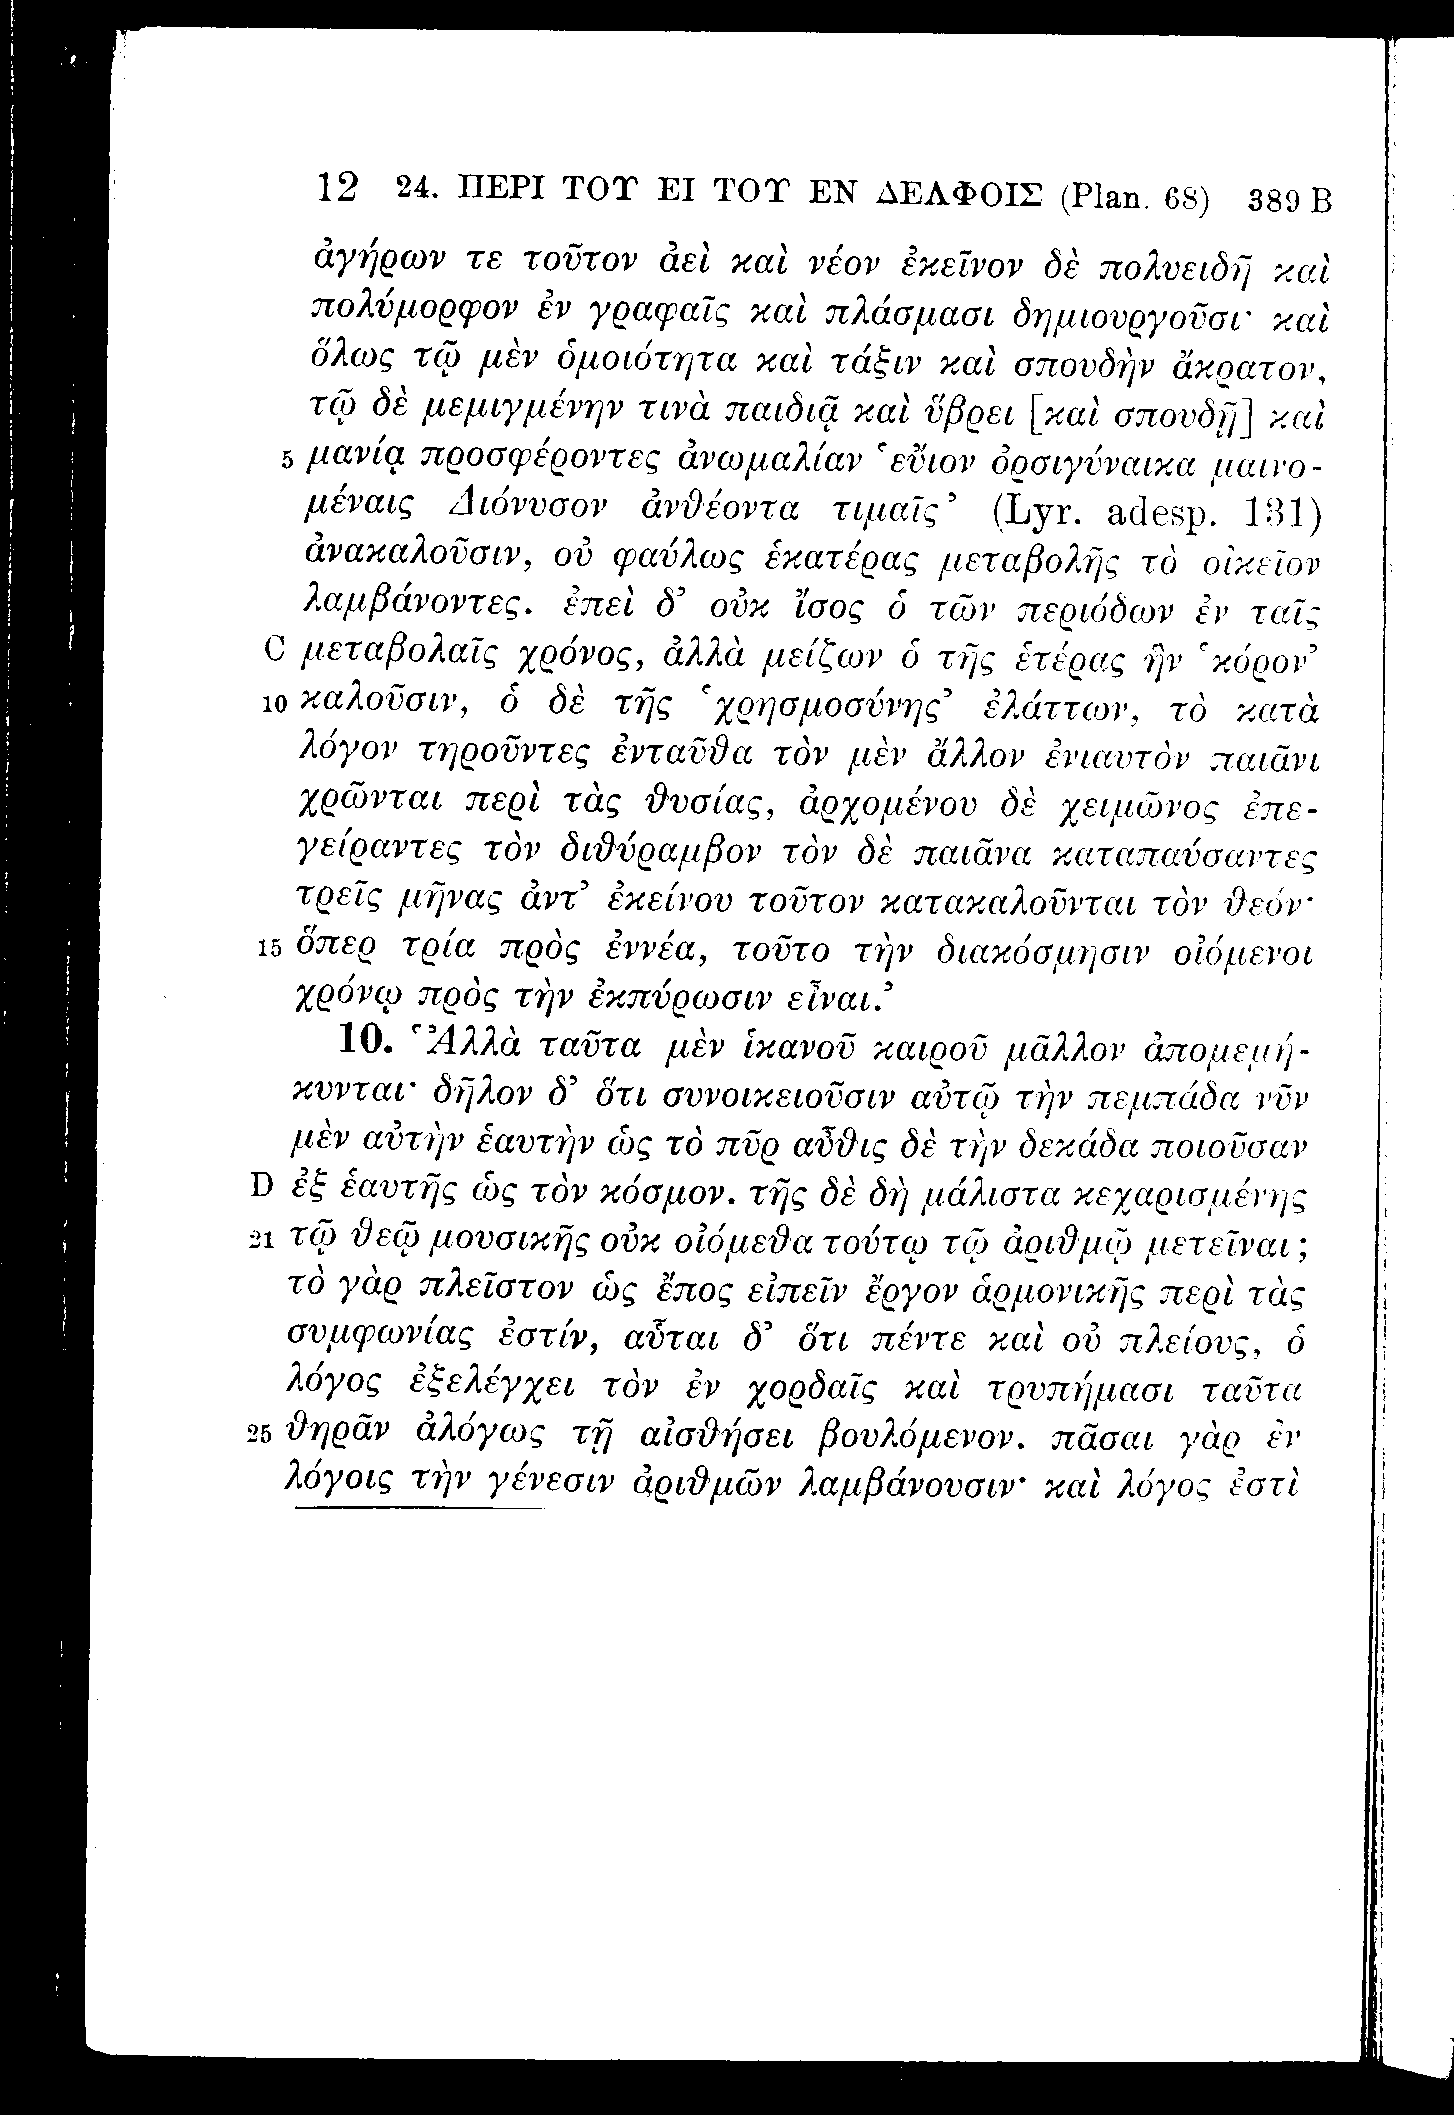 12 24. ΠΕΡΙ ΤΟΥ ΕΙ ΤΟΥ ΕΝ ΔΕΛΦΟΙΣ (Plan. 68) 389 B
ἀγήρων τε τοῦτον ἀεὶ καὶ νέον ἐκεῖνον δὲ πολυειδῆ καὶ
πολύμορφον ἐν γραφαῖς καὶ πλάσμασι δημιουργοῦσι· καὶ
ὅλως τῷ μὲν ὁμοιότητα καὶ τάξιν καὶ σπουδὴν ἄκρατον,
τῷ δὲ μεμιγμένην τινὰ παιδιᾷ καὶ ὕβρει [καὶ σπουδῇ] καὶ
5 μανίᾳ προσφέροντες ἀνωμαλίαν ‛εὔιον ὀρσιγύναικα μαινο-
μέναις Διόνυσον ἀνθέοντα τιμαῖς’ (Lyr. adesp. 131)
ἀνακαλοῦσιν, οὐ φαύλως ἑκατέρας μεταβολῆς τὸ οἰκεῖον
λαμβάνοντες. ἐπεὶ δ’ οὐκ ἴσος ὁ τῶν περιόδων ἐν ταῖς
C μεταβολαῖς χρόνος, ἀλλὰ μείζων ὁ τῆς ἑτέρας ἣν ‛κόρον’
10 καλοῦσιν, ὁ δὲ τῆς ‛χρησμοσύνης’ ἐλάττων, τὸ κατὰ
λόγον τηροῦντες ἐνταῦθα τὸν μὲν ἄλλον ἐνιαυτὸν παιᾶνι
χρῶνται περὶ τὰς θυσίας, ἀρχομένου δὲ χειμῶνος ἐπε-
γείραντες τὸν διθύραμβον τὸν δὲ παιᾶνα καταπαύσαντες
τρεῖς μῆνας ἀντ’ ἐκείνου τοῦτον κατακαλοῦνται τὸν θεόν·
15 ὅπερ τρία πρὸς ἐννέα, τοῦτο τὴν διακόσμησιν οἰόμενοι
χρόνῳ πρὸς τὴν ἐκπύρωσιν εἶναι.’
10. ‛Ἀλλὰ ταῦτα μὲν ἱκανοῦ καιροῦ μᾶλλον ἀπομεμή-
κυνται· δῆλον δ’ ὅτι συνοικειοῦσιν αὐτῷ τὴν πεμπάδα νῦν
μὲν αὐτὴν ἑαυτὴν ὡς τὸ πῦρ αὖθις δὲ τὴν δεκάδα ποιοῦσαν
D ἐξ ἑαυτῆς ὡς τὸν κόσμον. τῆς δὲ δὴ μάλιστα κεχαρισμένης
21 τῷ θεῷ μουσικῆς οὐκ οἰόμεθα τούτῳ τῷ ἀριθμῷ μετεῖναι;
τὸ γὰρ πλεῖστον ὡς ἔπος εἰπεῖν ἔργον ἁρμονικῆς περὶ τὰς
συμφωνίας ἐστίν, αὗται δ’ ὅτι πέντε καὶ οὐ πλείους, ὁ
λόγος ἐξελέγχει τὸν ἐν χορδαῖς καὶ τρυπήμασι ταῦτα
25 θηρᾶν ἀλόγως τῇ αἰσθήσει βουλόμενον. πᾶσαι γὰρ ἐν
λόγοις τὴν γένεσιν ἀριθμῶν λαμβάνουσιν· καὶ λόγος ἐστὶ